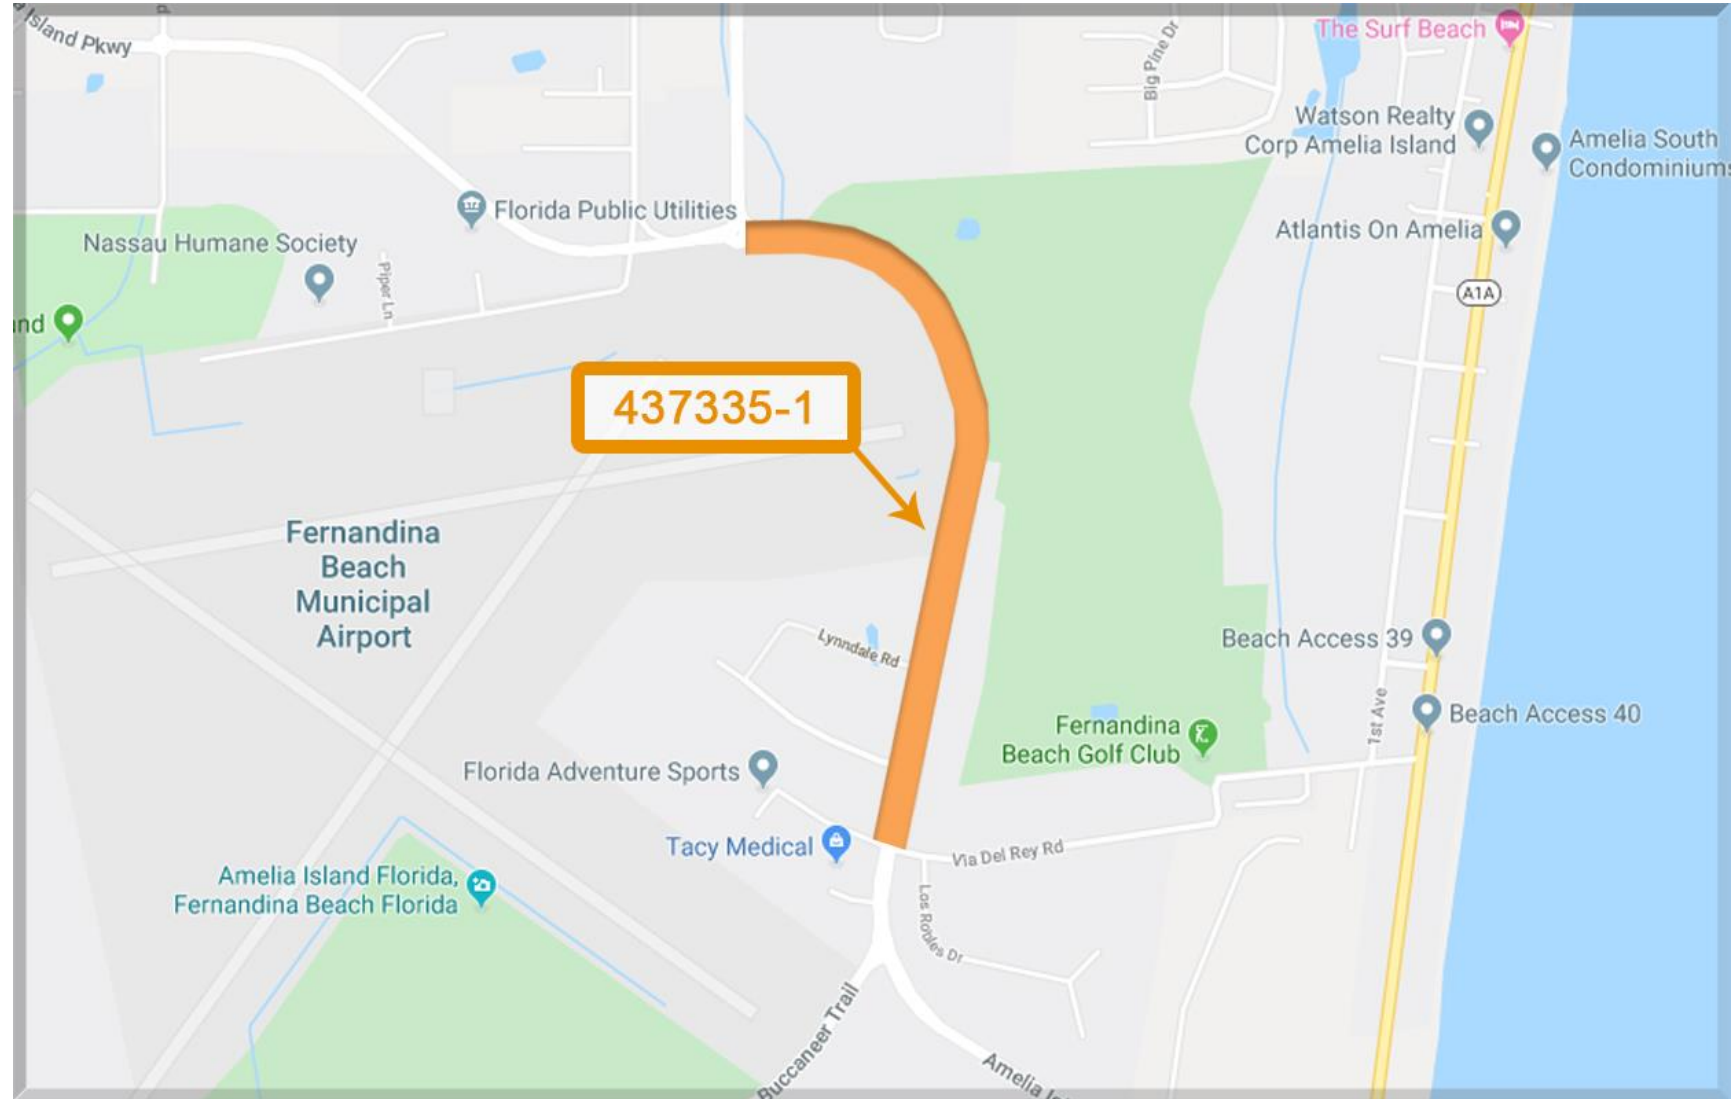 Island Pkwy
The Surf Beach
Big Pine Dr
Watson Realty
Corp Amelia Island
Amelia South
Condominiums
Florida Public Utilities
Nassau Humane Society
Atlantis On Amelia
Piper Ln
A1A
437335-1
Fernandina
Beach
Municipal
Airport
Lynndale Rd
Beach Access 39
Beach Access 40
1st Ave
Fernandina
Beach Golf Club
Florida Adventure Sports
Tacy Medical
Via Del Rey Rd
Amelia Island Florida,
Fernandina Beach Florida
Los Robles Dr
Buccaneer Trail
Amelia